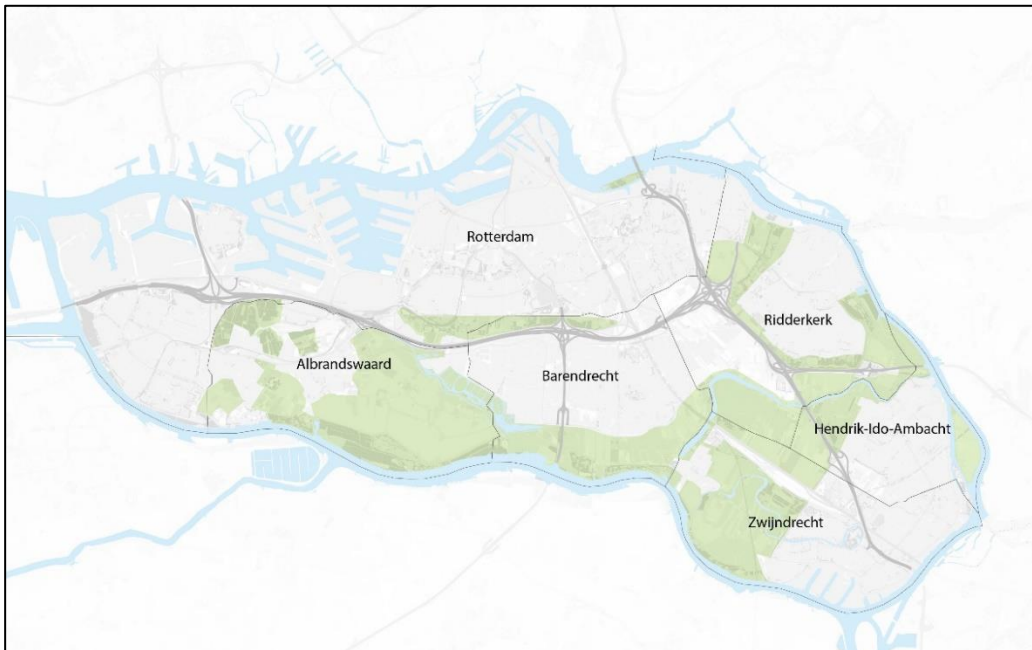 Rotterdam
Ridderkerk
Albrandswaard
Barendrecht
Hendrik-Ido-Ambacht
Zwijndrecht